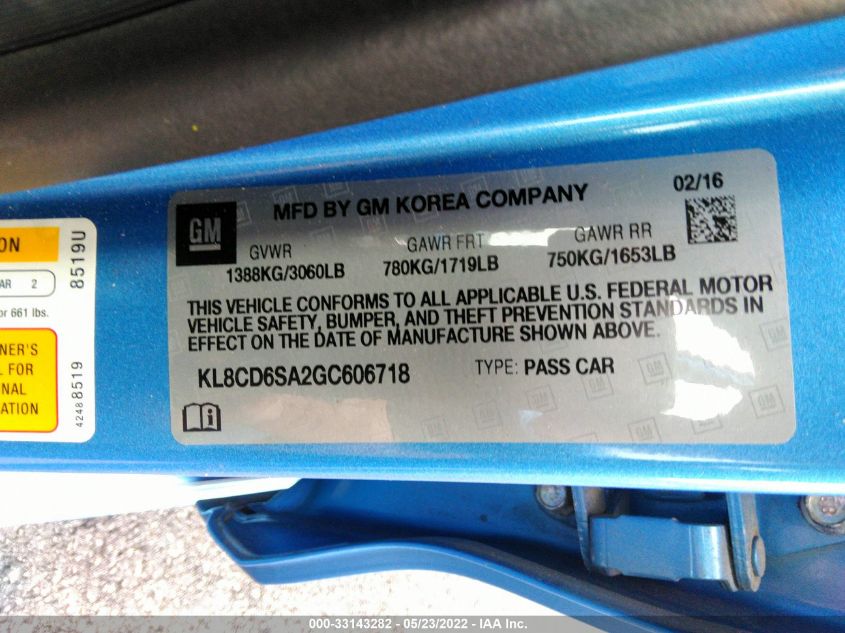 ON
AR 2
or 661 lbs.
NER'S
L FOR
NAL
ATION
8519U
42488519
GM
MFD BY GM KOREA COMPANY
02/16
GVWR GAWR FRT GAWR RR
1388KG/3060LB 780KG/1719LB 750KG/1653LB
THIS VEHICLE CONFORMS TO ALL APPLICABLE U.S. FEDERAL MOTOR
VEHICLE SAFETY, BUMPER, AND THEFT PREVENTION STANDARDS IN
EFFECT ON THE DATE OF MANUFACTURE SHOWN ABOVE.
KL8CD6SA2GC606718 TYPE: PASS CAR
000-33143282 - 05/23/2022 - IAA Inc.